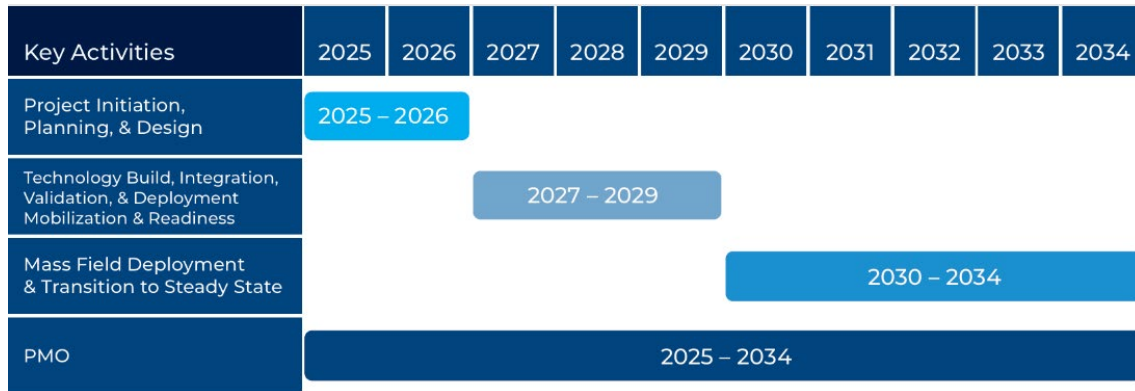 Key Activities 2025 2026 2027 2028 2029 2030 2031 2032 2033 2034
Project Initiation,
Planning, & Design
2025 – 2026
Technology Build, Integration,
Validation, & Deployment
Mobilization & Readiness
2027 – 2029
Mass Field Deployment
& Transition to Steady State
2030 – 2034
PMO
2025 – 2034